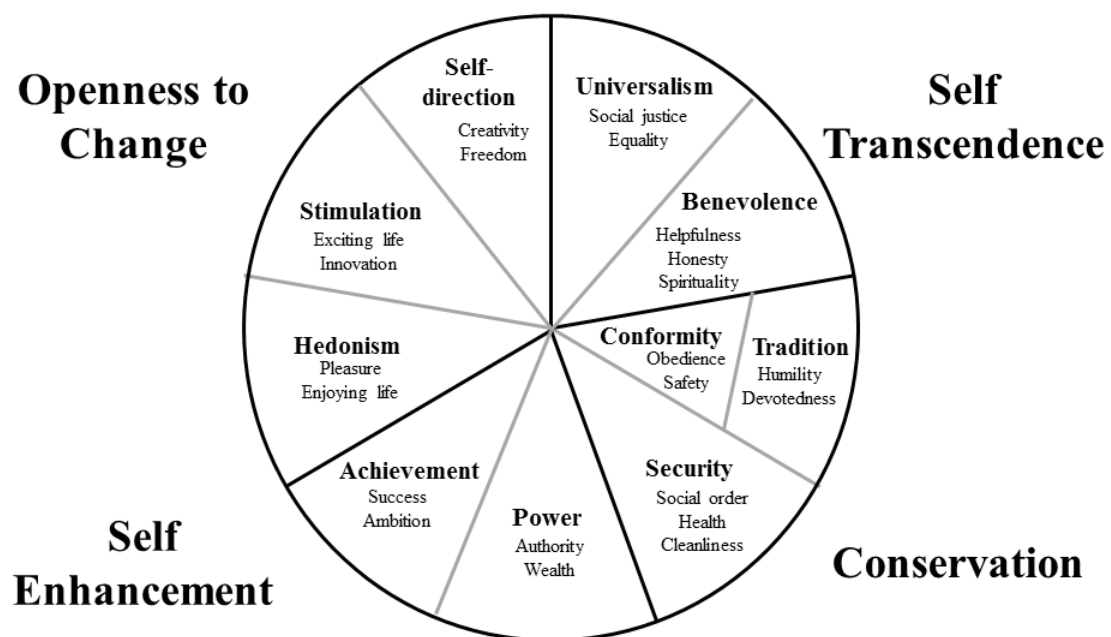 Openness to
Change
Self
Transcendence
Self-
direction
Creativity
Freedom
Universalism
Social justice
Equality
Stimulation
Exciting life
Innovation
Benevolence
Helpfulness
Honesty
Spirituality
Hedonism
Pleasure
Enjoying life
Conformity
Obedience
Safety
Tradition
Humility
Devotedness
Achievement
Success
Ambition
Power
Authority
Wealth
Security
Social order
Health
Cleanliness
Self
Enhancement
Conservation